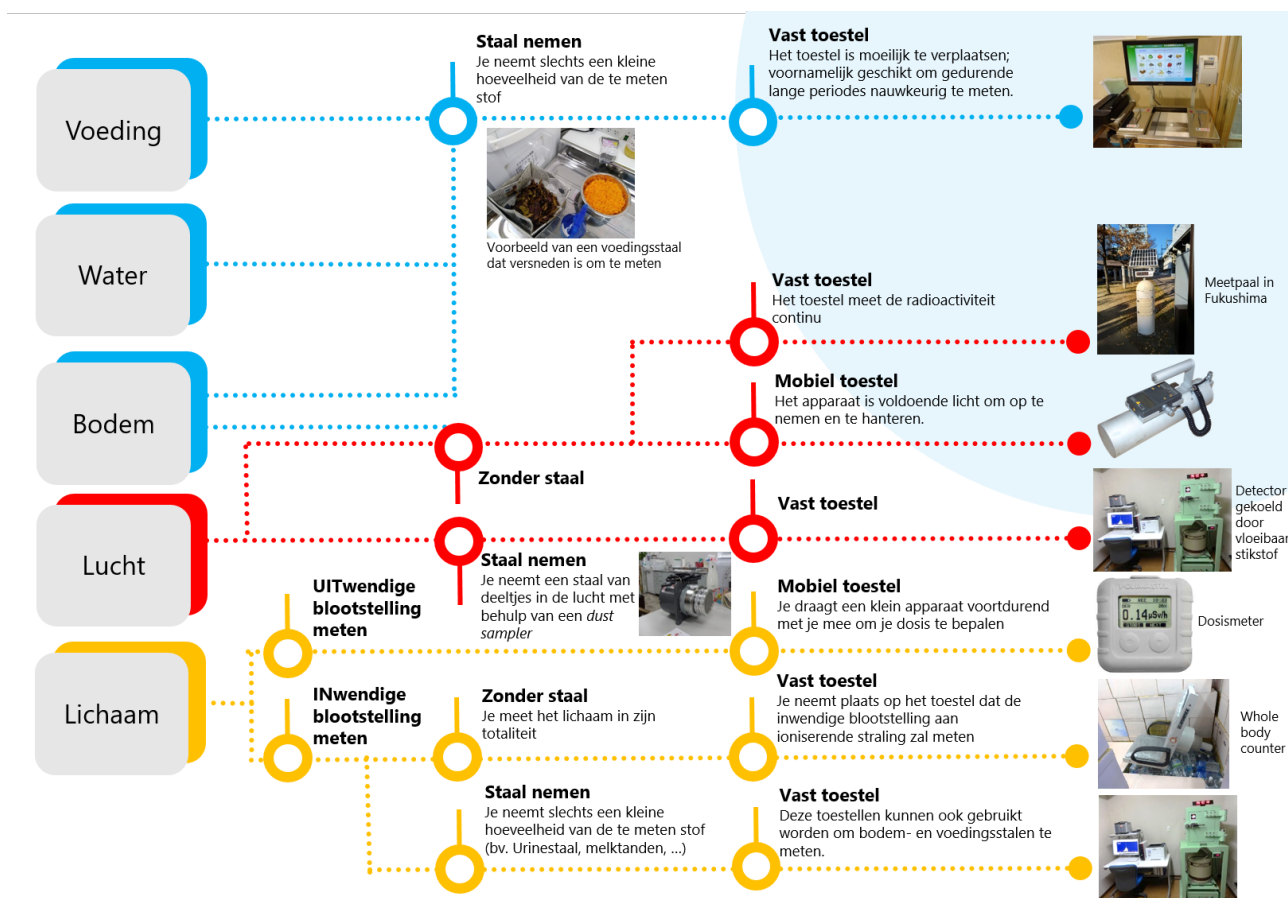 Voeding
Water
Bodem
Lucht
Lichaam
Staal nemen
Je neemt slechts een kleine
hoeveelheid van de te meten
stof
Voorbeeld van een voedingsstaal
dat versneden is om te meten
Vast toestel
Het toestel is moeilijk te verplaatsen;
voornamelijk geschikt om gedurende
lange periodes nauwkeurig te meten.
Vast toestel
Het toestel meet de radioactiviteit
continu
Meetpaal in
Fukushima
Mobiel toestel
Het apparaat is voldoende licht om op te
nemen en te hanteren.
Zonder staal
Vast toestel
Detector
gekoeld
door
vloeibaar
stikstof
Staal nemen
Je neemt een staal van
deeltjes in de lucht met
behulp van een dust
sampler
UITwendige
blootstelling
meten
Mobiel toestel
Je draagt een klein apparaat voortdurend
met je mee om je dosis te bepalen
0.14µSv/h
Dosismeter
INwendige
blootstelling
meten
Zonder staal
Je meet het lichaam in zijn
totaliteit
Vast toestel
Je neemt plaats op het toestel dat de
inwendige blootstelling aan
ioniserende straling zal meten
Whole
body
counter
Staal nemen
Je neemt slechts een kleine
hoeveelheid van de te meten stof
(bv. Urinestaal, melktanden, ...)
Vast toestel
Deze toestellen kunnen ook gebruikt
worden om bodem- en voedingsstalen te
meten.